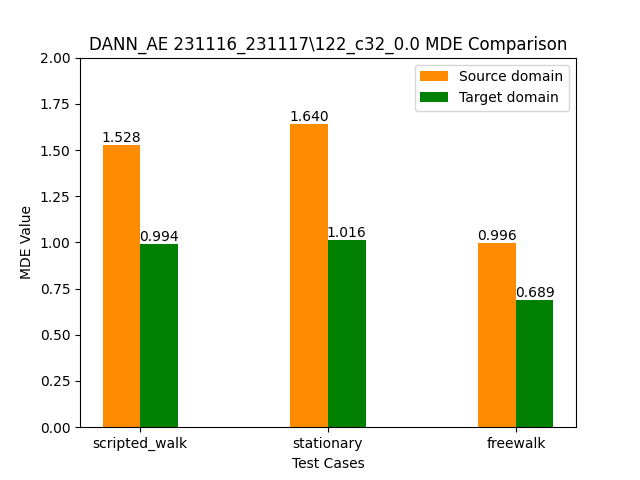 DANN_AE 231116_231117\122_c32_0.0 MDE Comparison
Source domain
Target domain
MDE Value
2.00
1.75
1.50
1.25
1.00
0.75
0.50
0.25
0.00
1.528
0.994
1.640
1.016
0.996
0.689
scripted_walk
stationary
freewalk
Test Cases